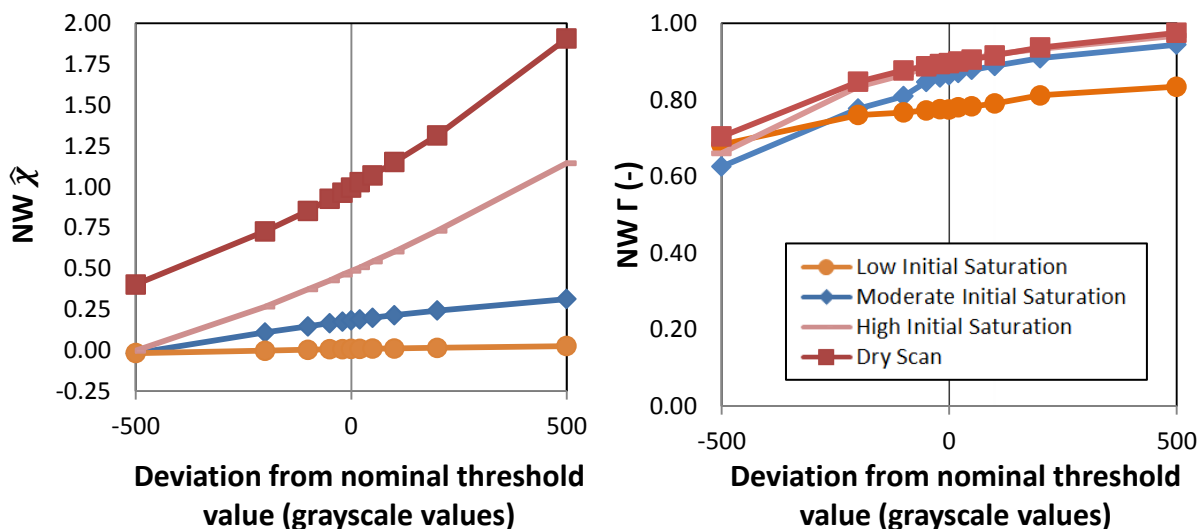 2.00
1.75
1.50
1.25
1.00
0.75
0.50
0.25
0.00
-0.25
NW χ̂
-500 0 500
Deviation from nominal threshold
value (grayscale values)
1.00
0.80
0.60
0.40
0.20
0.00
NW Γ (-)
Low Initial Saturation
Moderate Initial Saturation
High Initial Saturation
Dry Scan
-500 0 500
Deviation from nominal threshold
value (grayscale values)